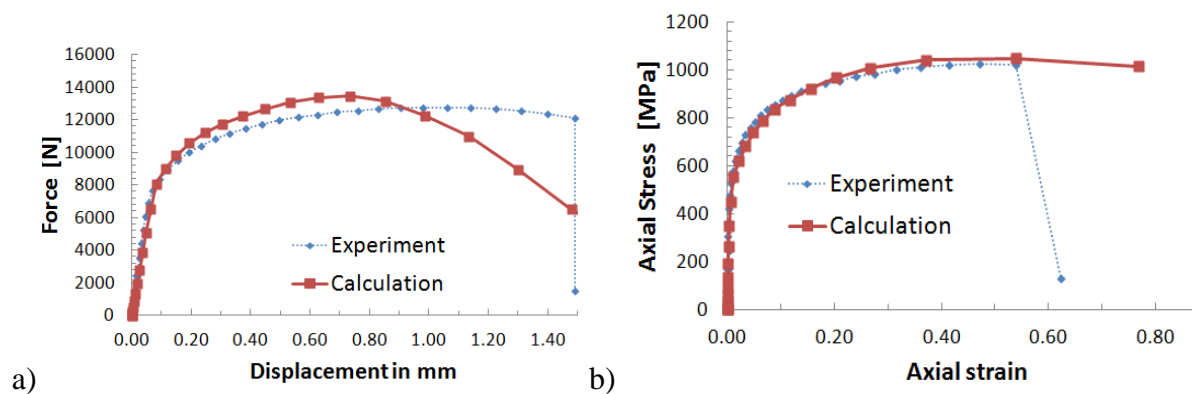 Force [N]
16000
14000
12000
10000
8000
6000
4000
2000
0
0.00 0.20 0.40 0.60 0.80 1.00 1.20 1.40
Displacement in mm
Experiment
Calculation
a)
Axial Stress [MPa]
1200
1000
800
600
400
200
0
0.00 0.20 0.40 0.60 0.80
Axial strain
Experiment
Calculation
b)